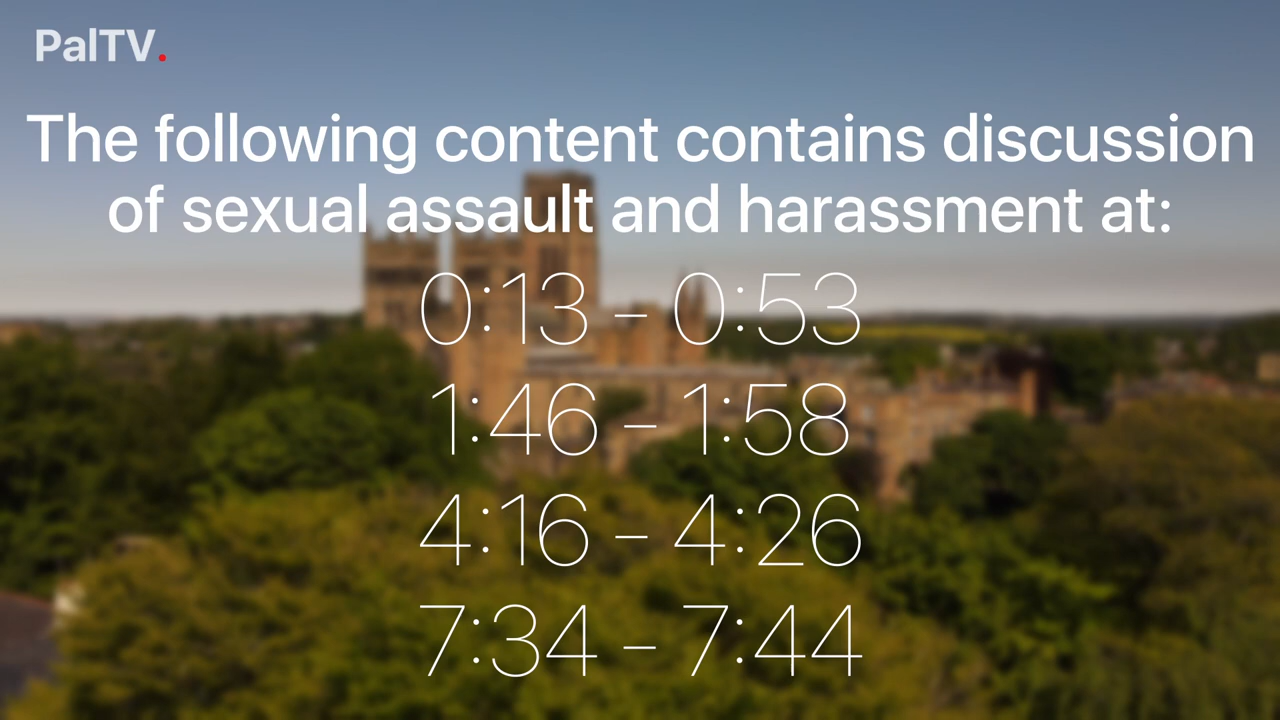 PalTV.
The following content contains discussion
of sexual assault and harassment at:
0:13 – 0:53
1:46 – 1:58
4:16 – 4:26
7:34 – 7:44